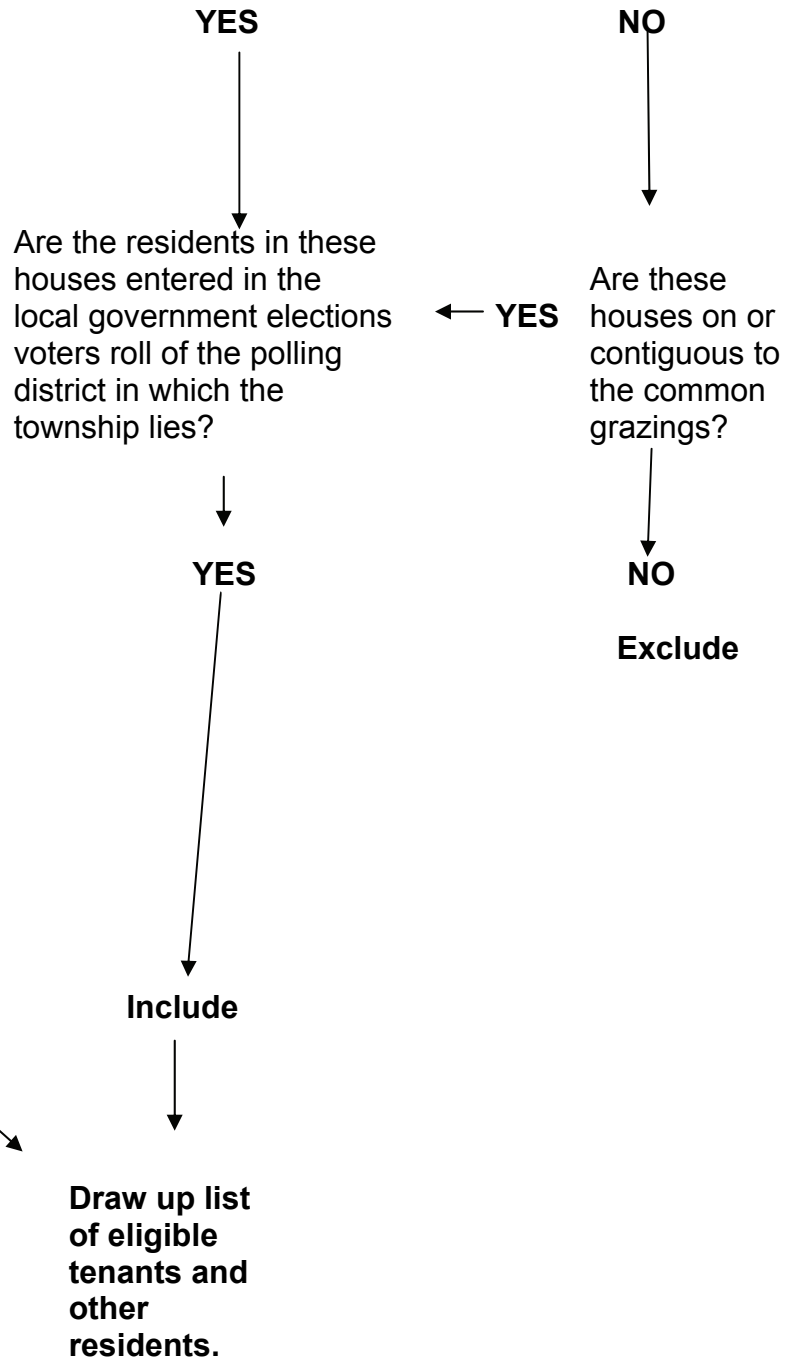 YES
NO
Are the residents in these
houses entered in the
local government elections
voters roll of the polling
district in which the
township lies?
YES
Are these
houses on or
contiguous to
the common
grazings?
YES
NO
Exclude
Include
Draw up list
of eligible
tenants and
other
residents.